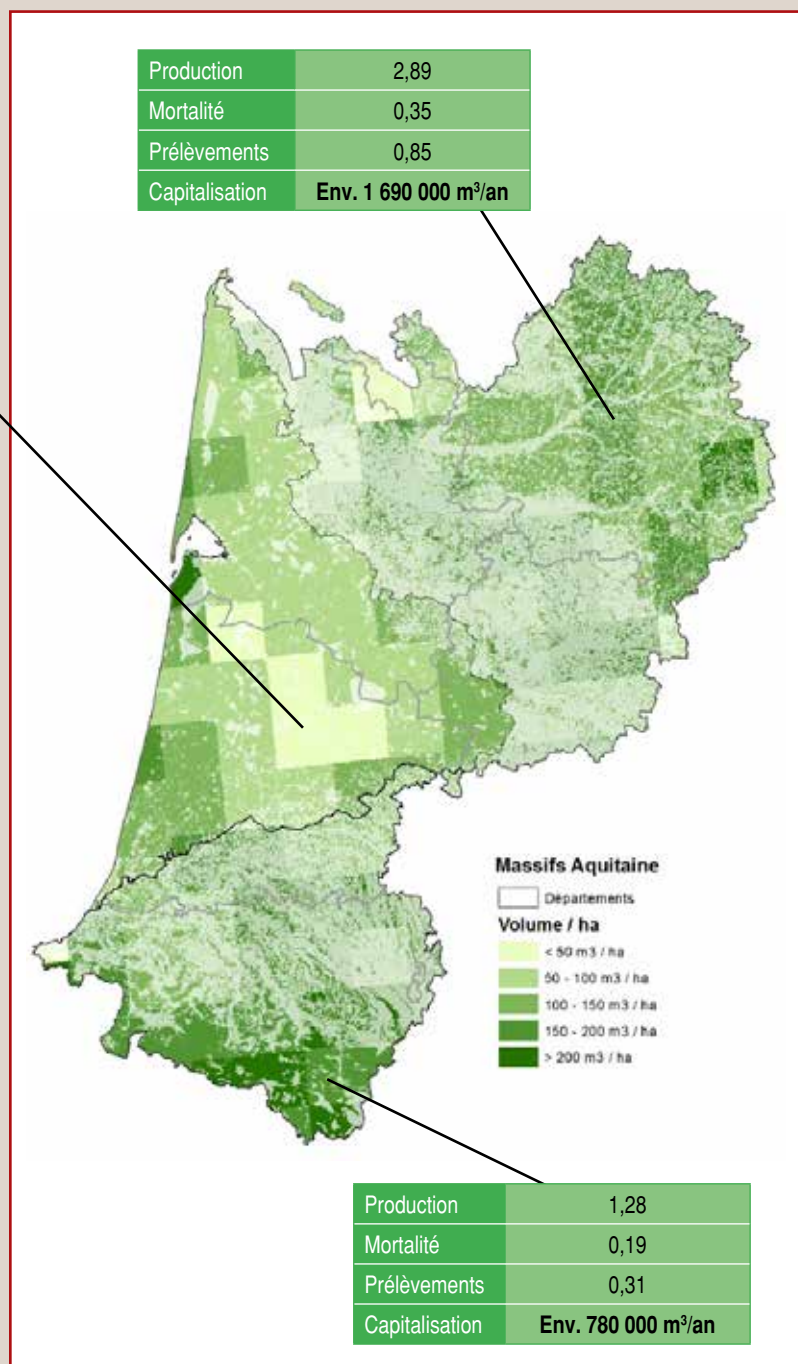 Production 2,89
Mortalité 0,35
Prélèvements 0,85
Capitalisation Env. 1 690 000 m³/an
Massifs Aquitaine
Départements
Volume / ha
< 50 m3 / ha
50 - 100 m3 / ha
100 - 150 m3 / ha
150 - 200 m3 / ha
> 200 m3 / ha
Production 1,28
Mortalité 0,19
Prélèvements 0,31
Capitalisation Env. 780 000 m³/an